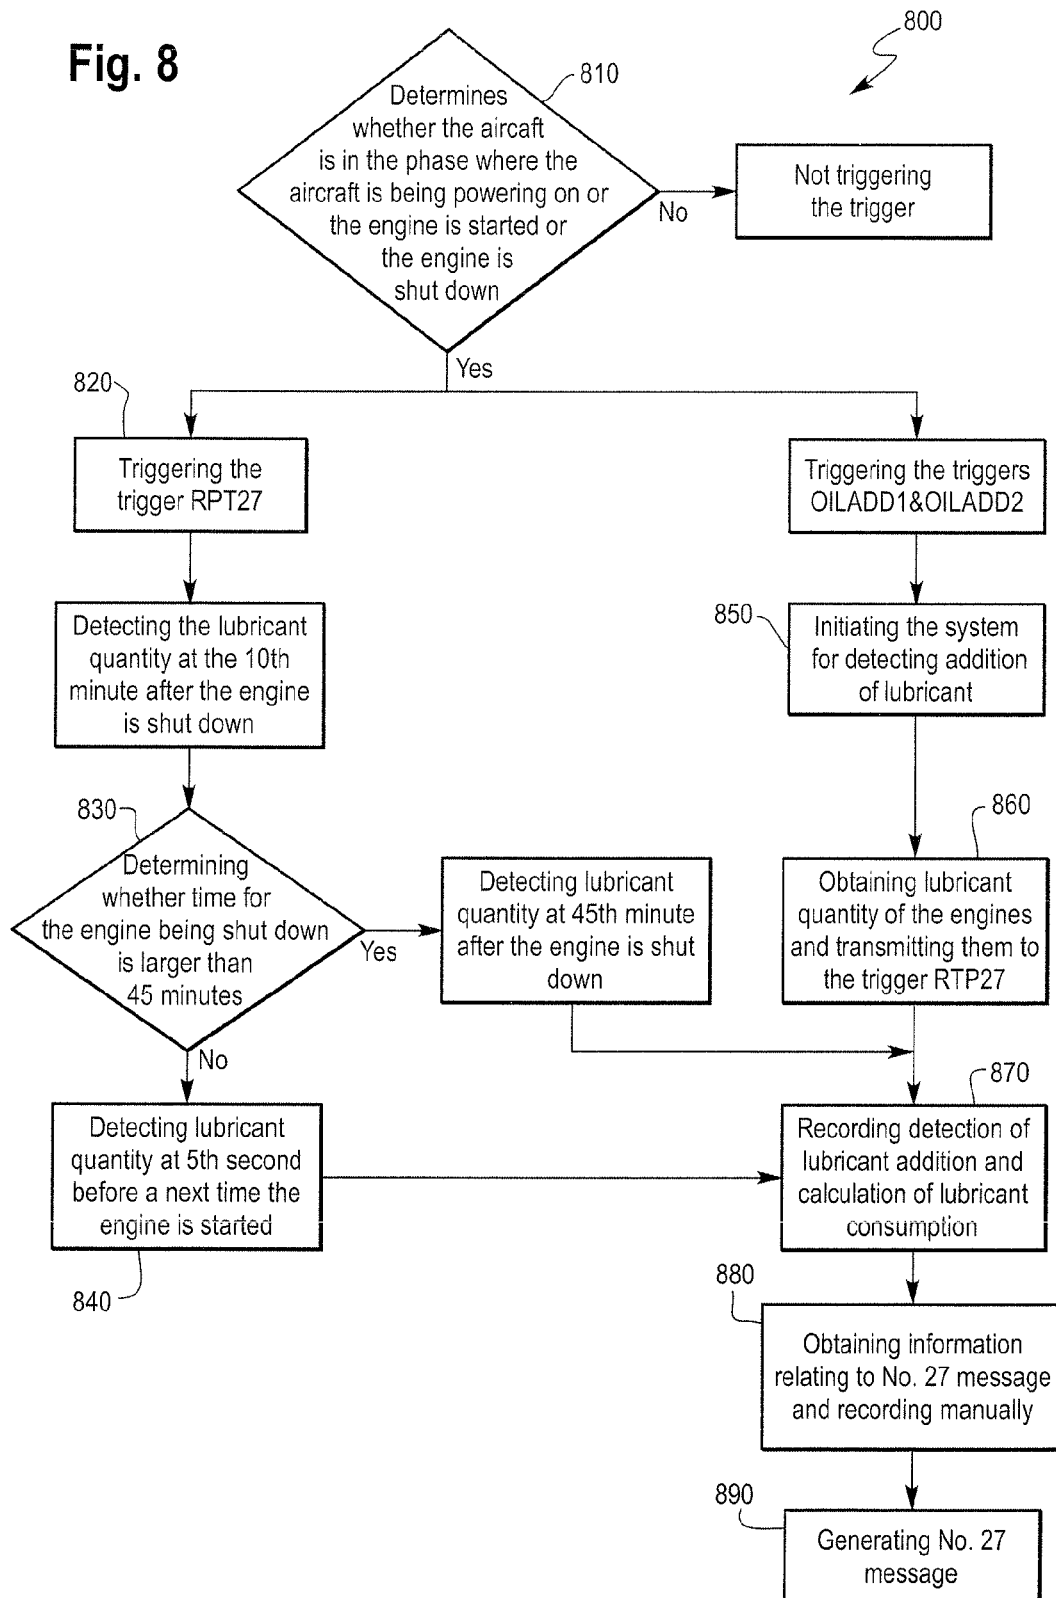 Fig. 8
800
810
Determines
whether the aircaft
is in the phase where the
aircraft is being powering on or
the engine is started or
the engine is
shut down
No
Not triggering
the trigger
Yes
820
Triggering the
trigger RPT27
Triggering the triggers
OILADD1&OILADD2
Detecting the lubricant
quantity at the 10th
minute after the engine
is shut down
850
Initiating the system
for detecting addition
of lubricant
830
Determining
whether time for
the engine being shut down
is larger than
45 minutes
Yes
Detecting lubricant
quantity at 45th minute
after the engine is shut
down
860
Obtaining lubricant
quantity of the engines
and transmitting them to
the trigger RTP27
No
Detecting lubricant
quantity at 5th second
before a next time the
engine is started
840
870
Recording detection of
lubricant addition and
calculation of lubricant
consumption
880
Obtaining information
relating to No. 27 message
and recording manually
890
Generating No. 27
message